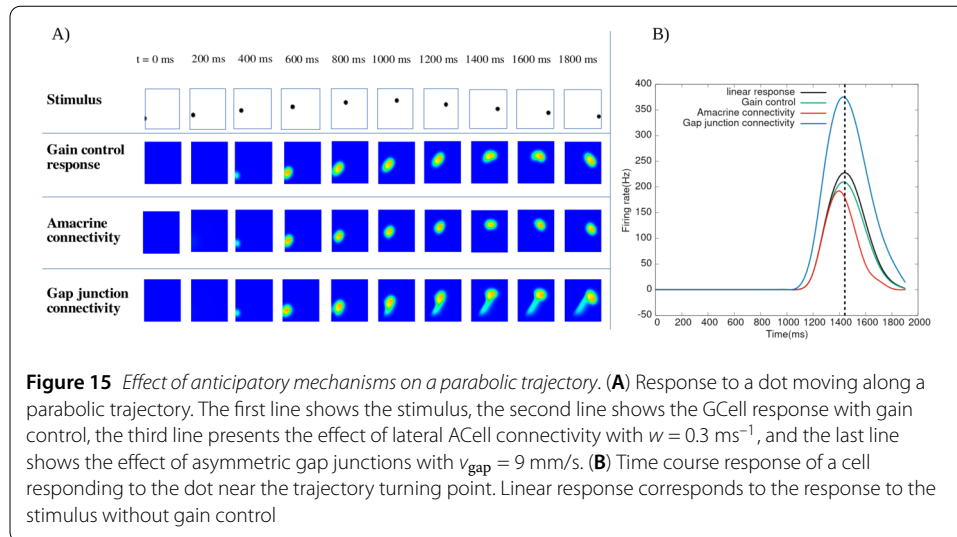 A)
t = 0 ms 200 ms 400 ms 600 ms 800 ms 1000 ms 1200 ms 1400 ms 1600 ms 1800 ms
Stimulus
Gain control
response
Amacrine
connectivity
Gap junction
connectivity
B)
400
350
300
250
200
150
100
50
0
-50
Firing rate(Hz)
linear response
Gain control
Amacrine connectivity
Gap junction connectivity
0 200 400 600 800 1000 1200 1400 1600 1800 2000
Time(ms)
Figure 15 Effect of anticipatory mechanisms on a parabolic trajectory. (A) Response to a dot moving along a
parabolic trajectory. The first line shows the stimulus, the second line shows the GCell response with gain
control, the third line presents the effect of lateral ACell connectivity with w = 0.3 ms⁻¹, and the last line
shows the effect of asymmetric gap junctions with vgap = 9 mm/s. (B) Time course response of a cell
responding to the dot near the trajectory turning point. Linear response corresponds to the response to the
stimulus without gain control